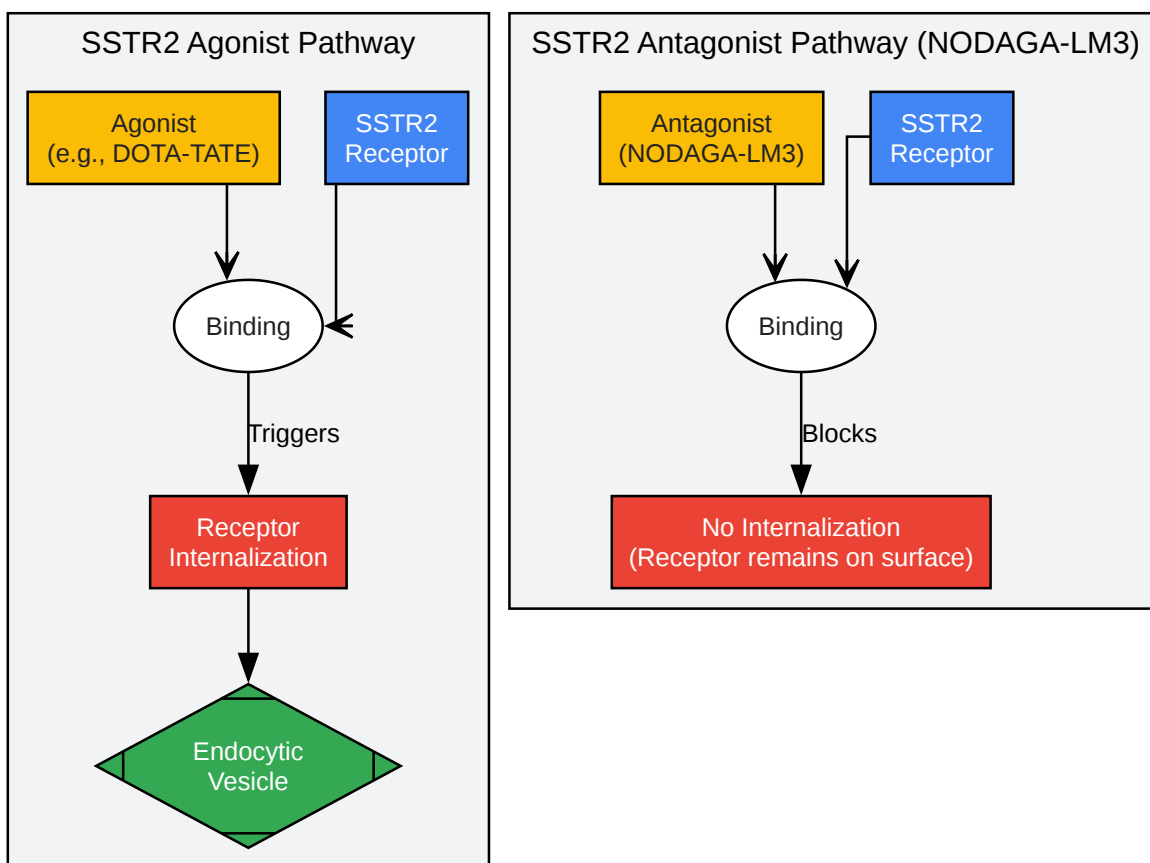 SSTR2 Agonist Pathway
Agonist
(e.g., DOTA-TATE)
SSTR2
Receptor
Binding
Triggers
Receptor
Internalization
Endocytic
Vesicle
SSTR2 Antagonist Pathway (NODAGA-LM3)
Antagonist
(NODAGA-LM3)
SSTR2
Receptor
Binding
Blocks
No Internalization
(Receptor remains on surface)